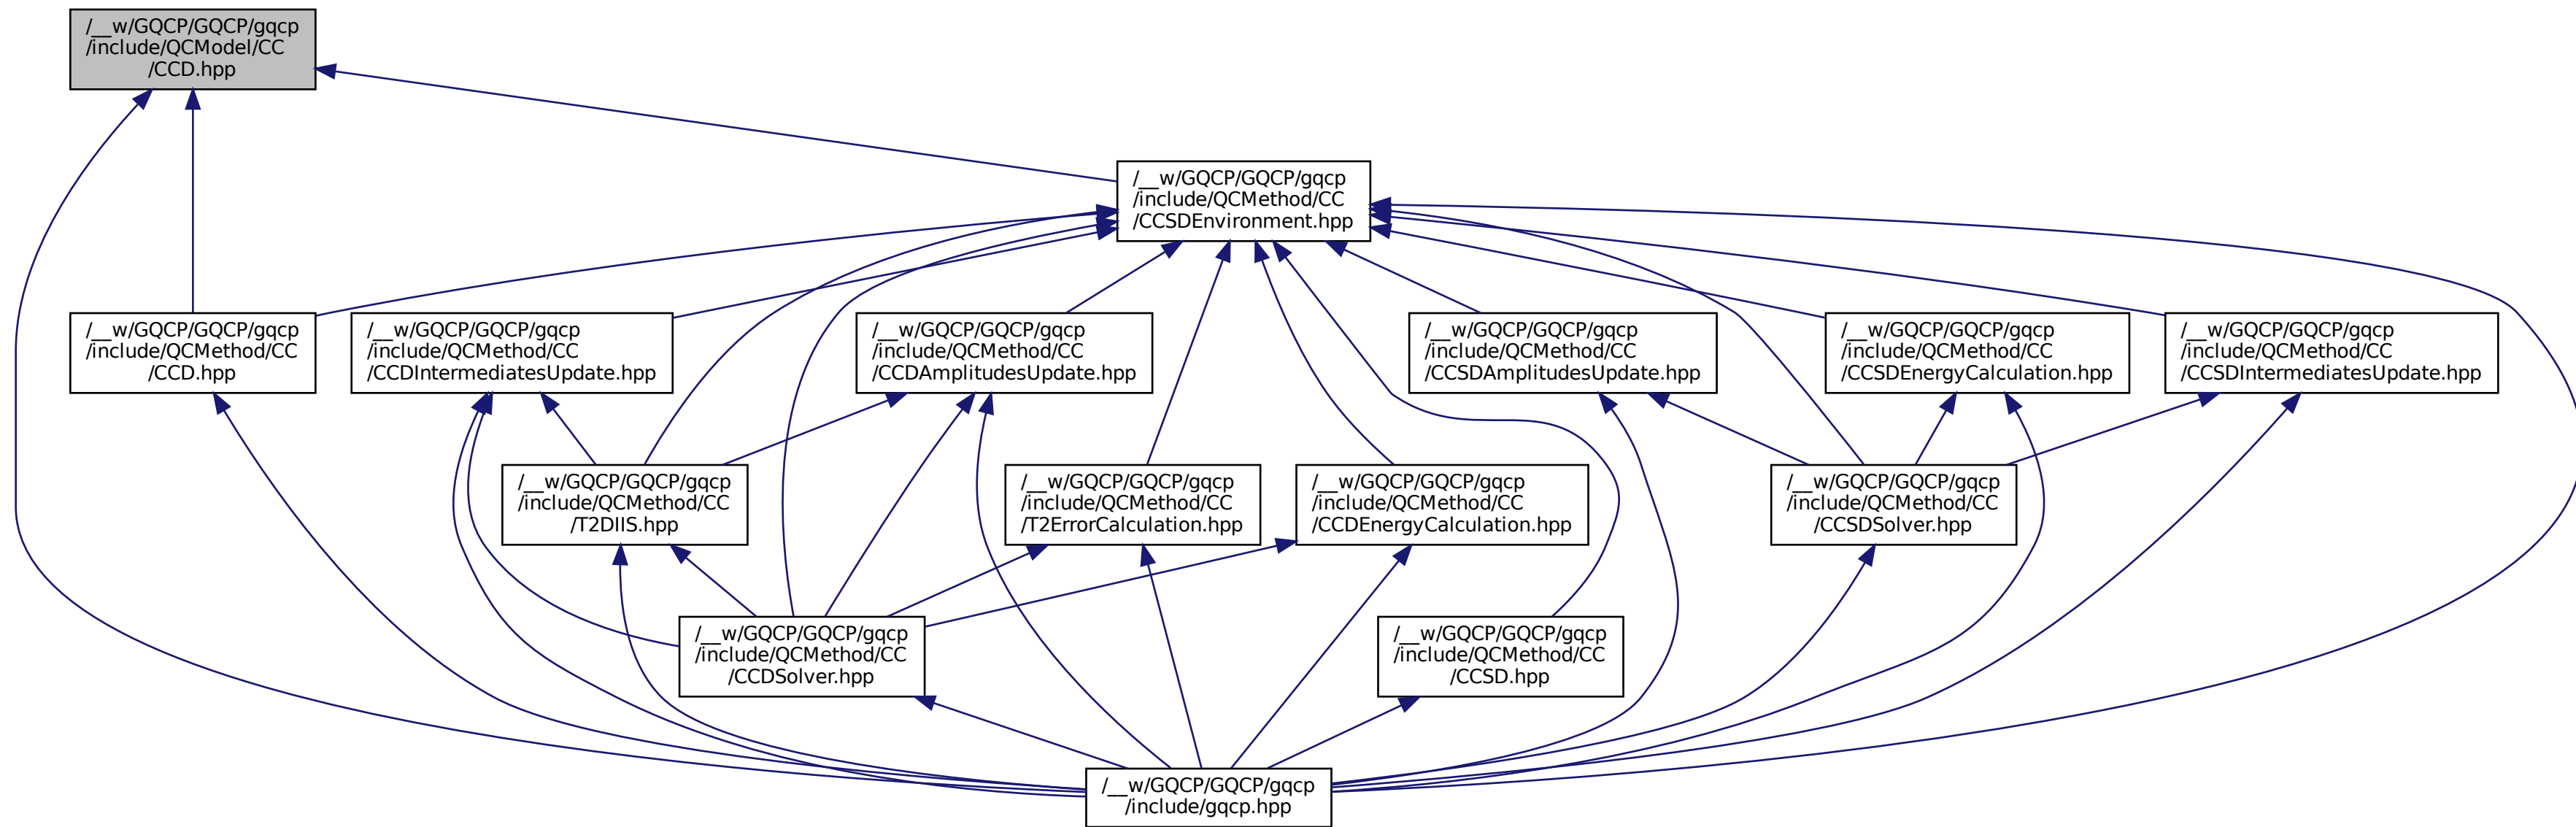 /__w/GQCP/GQCP/gqcp
/include/QCModel/CC
/CCD.hpp
/__w/GQCP/GQCP/gqcp
/include/QCMethod/CC
/CCSDEnvironment.hpp
/__w/GQCP/GQCP/gqcp
/include/QCMethod/CC
/CCD.hpp
/__w/GQCP/GQCP/gqcp
/include/QCMethod/CC
/CCDIntermediatesUpdate.hpp
/__w/GQCP/GQCP/gqcp
/include/QCMethod/CC
/CCDAmplitudesUpdate.hpp
/__w/GQCP/GQCP/gqcp
/include/QCMethod/CC
/CCSDAmplitudesUpdate.hpp
/__w/GQCP/GQCP/gqcp
/include/QCMethod/CC
/CCSDEnergyCalculation.hpp
/__w/GQCP/GQCP/gqcp
/include/QCMethod/CC
/CCSDIntermediatesUpdate.hpp
/__w/GQCP/GQCP/gqcp
/include/QCMethod/CC
/T2DIIS.hpp
/__w/GQCP/GQCP/gqcp
/include/QCMethod/CC
/T2ErrorCalculation.hpp
/__w/GQCP/GQCP/gqcp
/include/QCMethod/CC
/CCDEnergyCalculation.hpp
/__w/GQCP/GQCP/gqcp
/include/QCMethod/CC
/CCSDSolver.hpp
/__w/GQCP/GQCP/gqcp
/include/QCMethod/CC
/CCDSolver.hpp
/__w/GQCP/GQCP/gqcp
/include/QCMethod/CC
/CCSD.hpp
/__w/GQCP/GQCP/gqcp
/include/gqcp.hpp